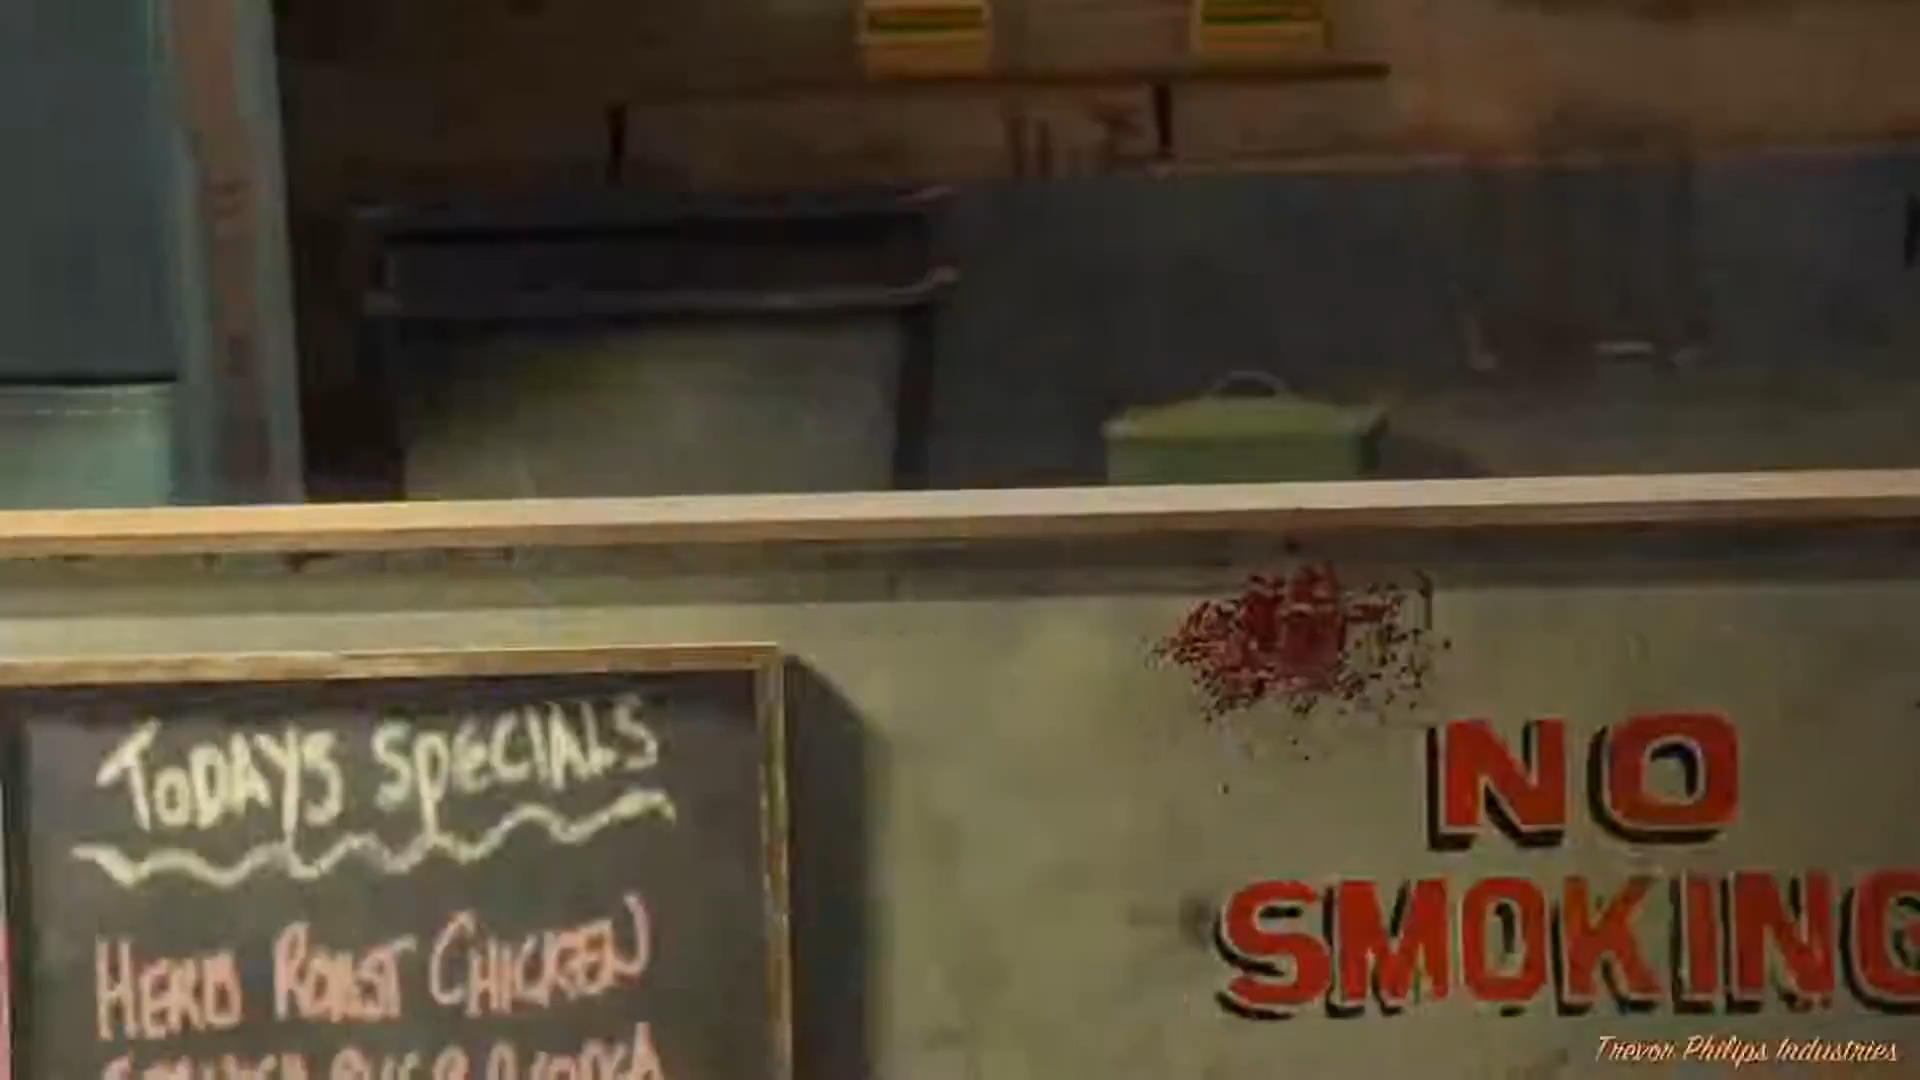 TODAYS SPECIALS
HERB ROAST CHICKEN
NO
SMOKING
Trevor Philips Industries